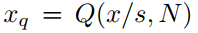 x_q = Q(x/s, N)